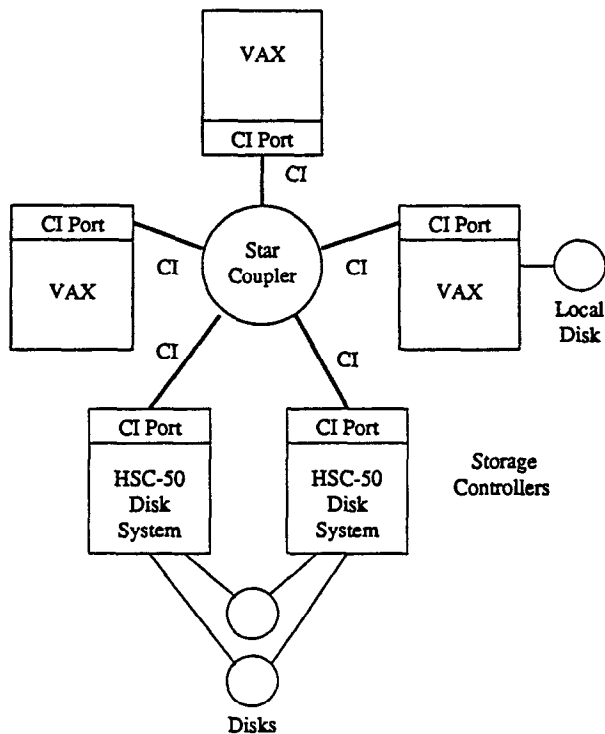 VAX
CI Port
CI
CI Port
VAX
CI
Star
Coupler
CI
CI Port
VAX
Local
Disk
CI
CI
CI Port
HSC-50
Disk
System
CI Port
HSC-50
Disk
System
Storage
Controllers
Disks